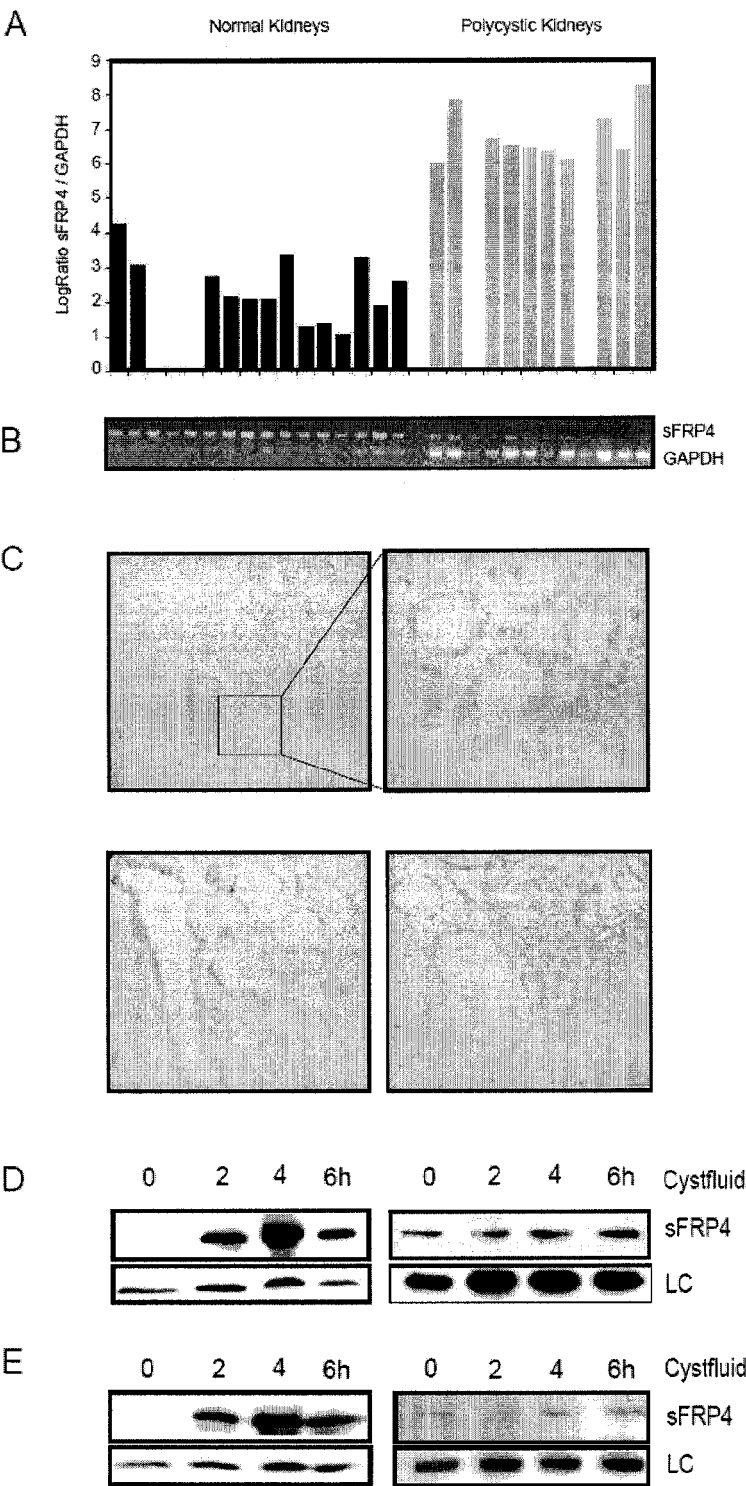 A
Normal Kidneys
Polycystic Kidneys
LogRatio sFRP4 / GAPDH
9
8
7
6
5
4
3
2
1
0
B
sFRP4
GAPDH
C
D
0 2 4 6h 0 2 4 6h Cystfluid
sFRP4
LC
E
0 2 4 6h 0 2 4 6h Cystfluid
sFRP4
LC